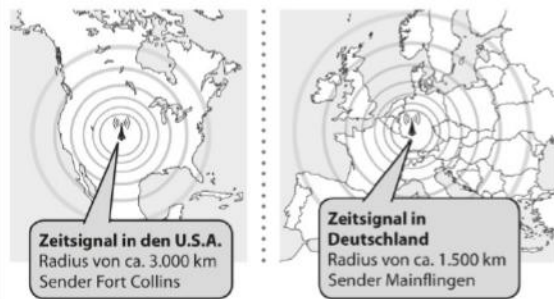 Zeitsignal in den U.S.A.
Radius von ca. 3.000 km
Sender Fort Collins
Zeitsignal in
Deutschland
Radius von ca. 1.500 km
Sender Mainflingen